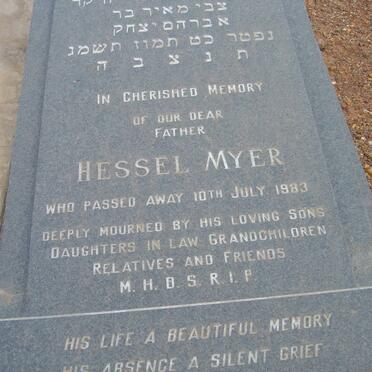 צבי מאיר בר
אברהם יצחק
נפטר כט תמוז תשמג
ת נ צ ב ה
IN CHERISHED MEMORY
OF OUR DEAR
FATHER
HESSEL MYER
WHO PASSED AWAY 10TH JULY 1983
DEEPLY MOURNED BY HIS LOVING SONS
DAUGHTERS IN LAW GRANDCHILDREN
RELATIVES AND FRIENDS
M.H.D.S.R.I.P.
HIS LIFE A BEAUTIFUL MEMORY
HIS ABSENCE A SILENT GRIEF